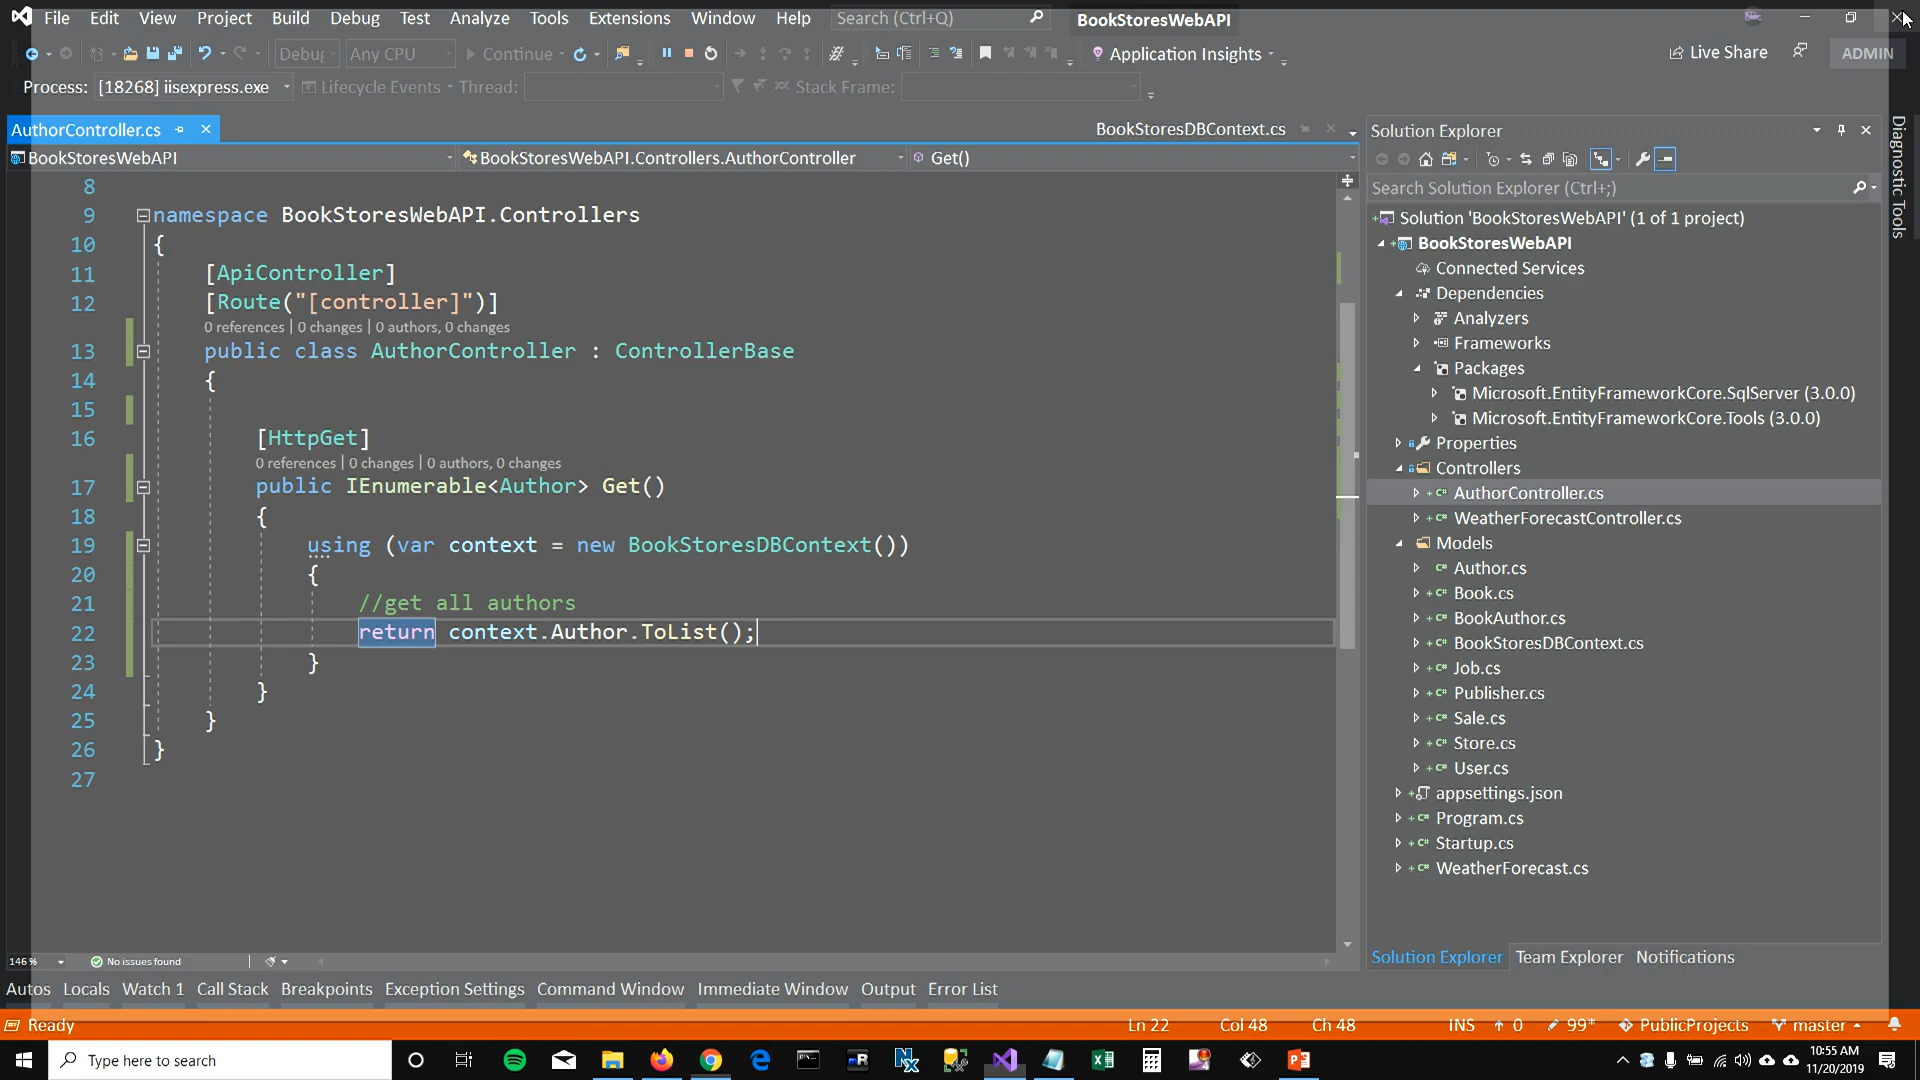 File Edit View Project Build Debug Test Analyze Tools Extensions Window Help Search (Ctrl+Q) BookStoresWebAPI
Debug Any CPU Continue Application Insights Live Share ADMIN
Process: [18268] iisexpress.exe Lifecycle Events Thread: Stack Frame:
AuthorController.cs BookStoresDBContext.cs
BookStoresWebAPI BookStoresWebAPI.Controllers.AuthorController Get()
8
9 namespace BookStoresWebAPI.Controllers
10 {
11 [ApiController]
12 [Route("[controller]")]
0 references | 0 changes | 0 authors, 0 changes
13 public class AuthorController : ControllerBase
14 {
15
16 [HttpGet]
0 references | 0 changes | 0 authors, 0 changes
17 public IEnumerable<Author> Get()
18 {
19 using (var context = new BookStoresDBContext())
20 {
21 //get all authors
22 return context.Author.ToList();
23 }
24 }
25 }
26 }
27
146 % No issues found
Solution Explorer
Search Solution Explorer (Ctrl+;)
Solution 'BookStoresWebAPI' (1 of 1 project)
BookStoresWebAPI
Connected Services
Dependencies
Analyzers
Frameworks
Packages
Microsoft.EntityFrameworkCore.SqlServer (3.0.0)
Microsoft.EntityFrameworkCore.Tools (3.0.0)
Properties
Controllers
AuthorController.cs
WeatherForecastController.cs
Models
Author.cs
Book.cs
BookAuthor.cs
BookStoresDBContext.cs
Job.cs
Publisher.cs
Sale.cs
Store.cs
User.cs
appsettings.json
Program.cs
Startup.cs
WeatherForecast.cs
Solution Explorer Team Explorer Notifications
Diagnostic Tools
Autos Locals Watch 1 Call Stack Breakpoints Exception Settings Command Window Immediate Window Output Error List
Ready Ln 22 Col 48 Ch 48 INS 0 99* PublicProjects master
Type here to search
10:55 AM
11/20/2019